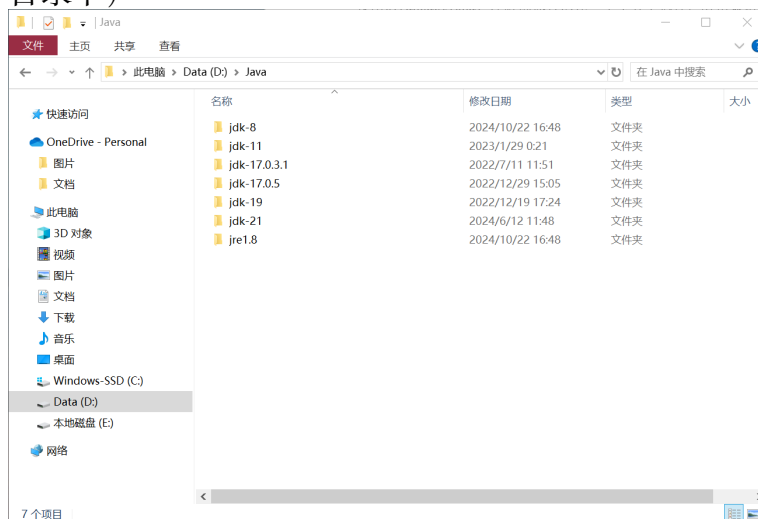 Java
文件 主页 共享 查看
此电脑 > Data (D:) > Java
在 Java 中搜索
名称 修改日期 类型 大小
快速访问
OneDrive - Personal
图片
文档
此电脑
3D 对象
视频
图片
文档
下载
音乐
桌面
Windows-SSD (C:)
Data (D:)
本地磁盘 (E:)
网络
jdk-8 2024/10/22 16:48 文件夹
jdk-11 2023/1/29 0:21 文件夹
jdk-17.0.3.1 2022/7/11 11:51 文件夹
jdk-17.0.5 2022/12/29 15:05 文件夹
jdk-19 2022/12/19 17:24 文件夹
jdk-21 2024/6/12 11:48 文件夹
jre1.8 2024/10/22 16:48 文件夹
7 个项目